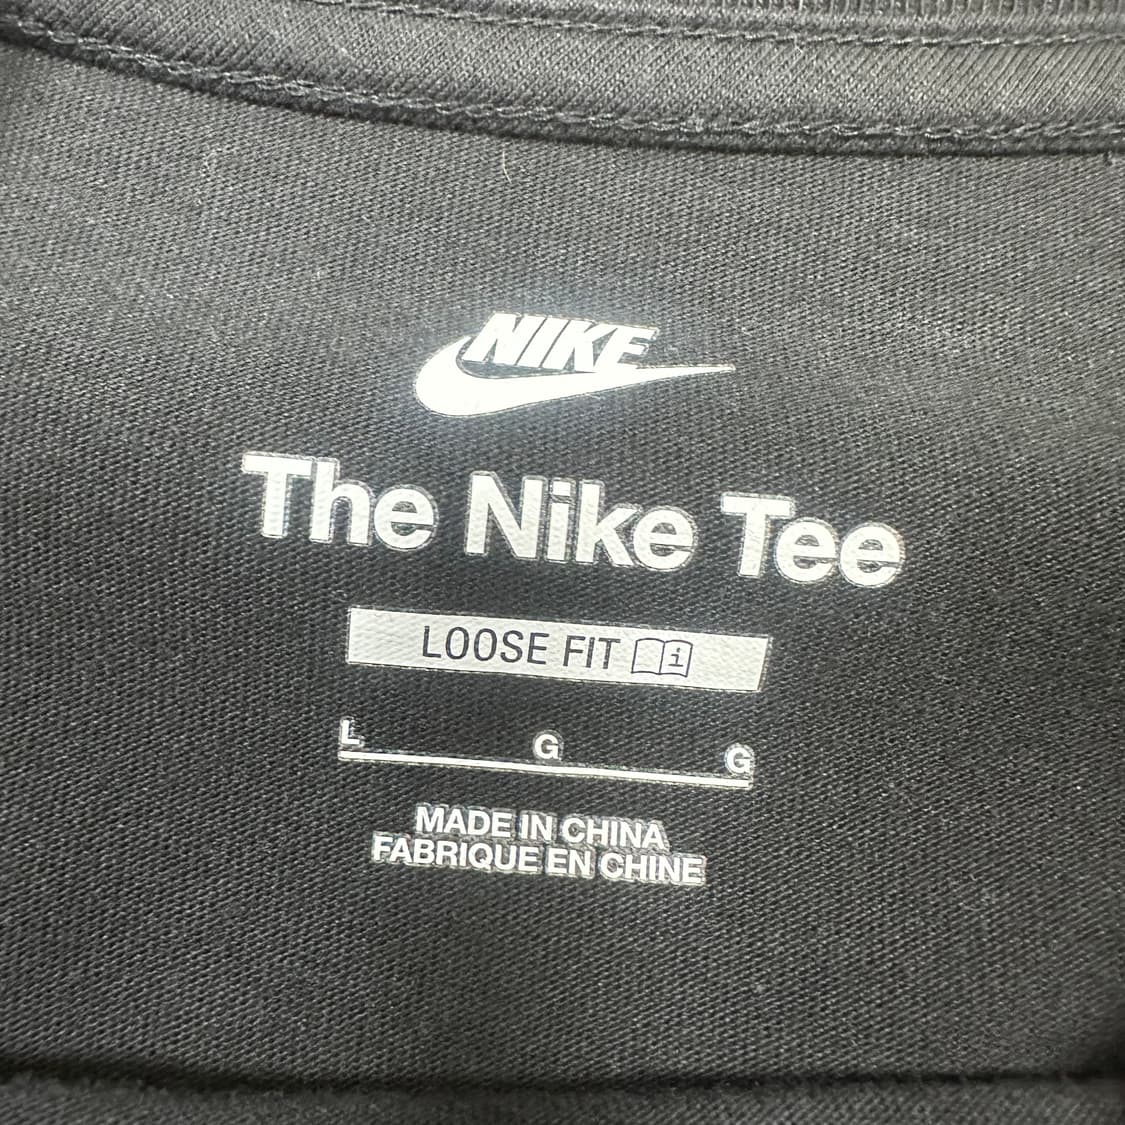 NIKE
The Nike Tee
LOOSE FIT i
L G G
MADE IN CHINA
FABRIQUE EN CHINE